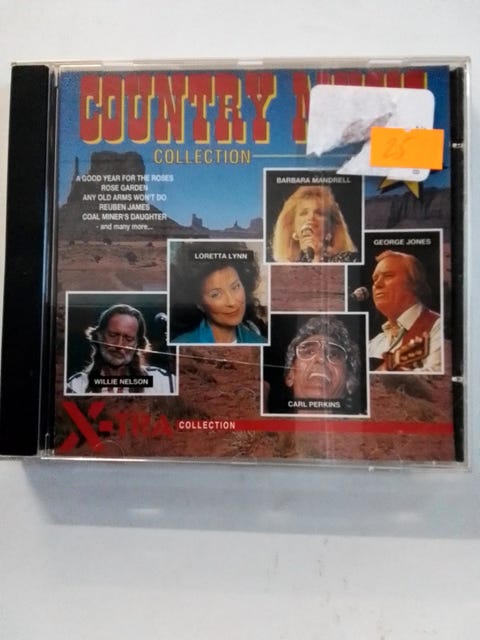 COUNTRY
COLLECTION
25
A GOOD YEAR FOR THE ROSES
ROSE GARDEN
ANY OLD ARMS WON'T DO
REUBEN JAMES
COAL MINER'S DAUGHTER
- and many more...
BARBARA MANDRELL
GEORGE JONES
LORETTA LYNN
WILLIE NELSON
CARL PERKINS
X-TRA COLLECTION